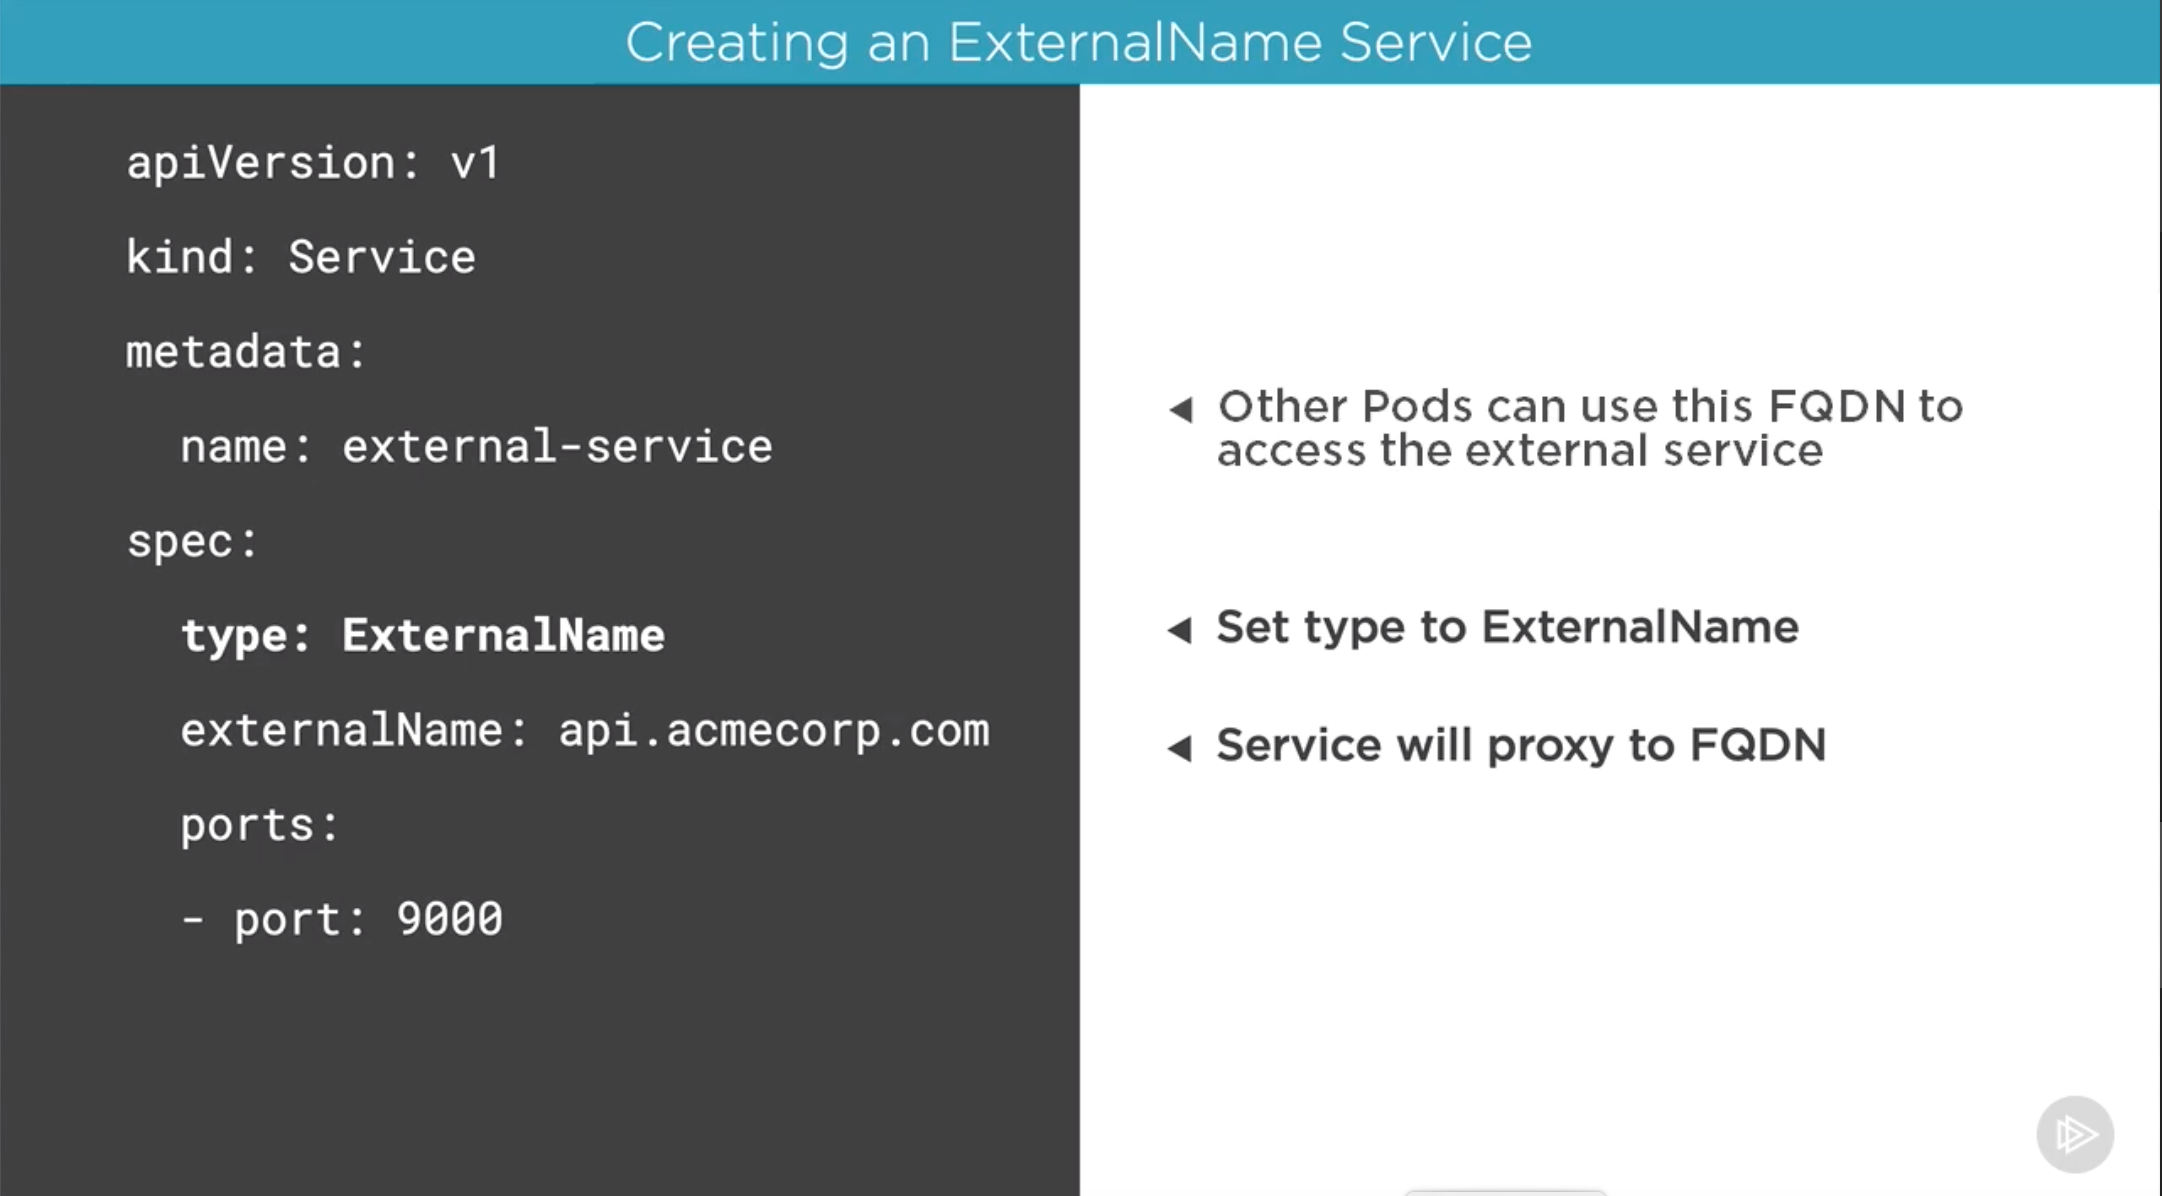 Creating an ExternalName Service
apiVersion: v1
kind: Service
metadata:
  name: external-service
spec:
  type: ExternalName
  externalName: api.acmecorp.com
  ports:
  - port: 9000
Other Pods can use this FQDN to
access the external service
Set type to ExternalName
Service will proxy to FQDN